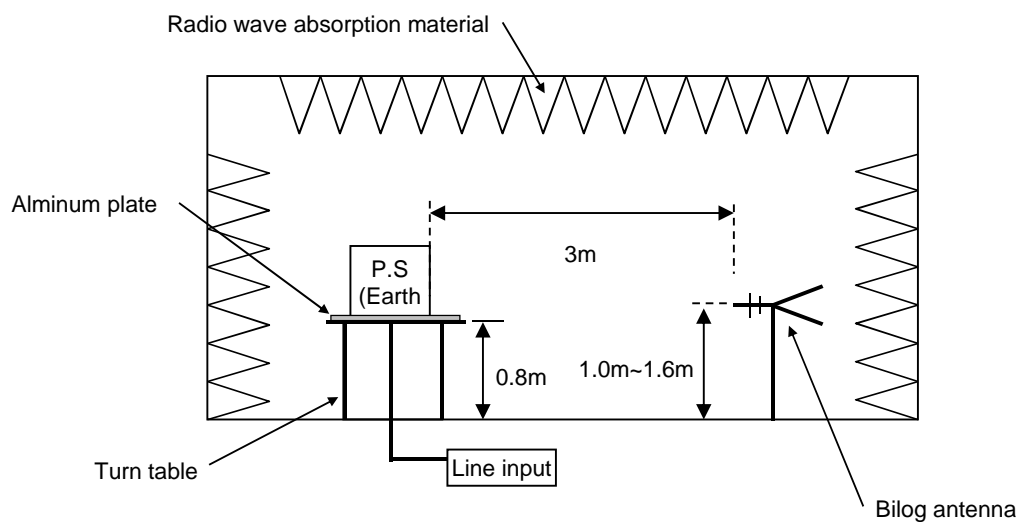 Radio wave absorption material
Alminum plate
3m
P.S
(Earth
0.8m
1.0m~1.6m
Turn table
Line input
Bilog antenna